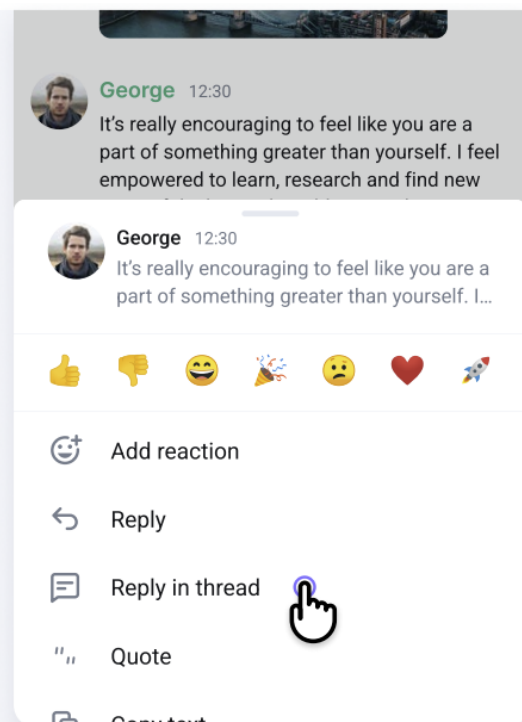 George 12:30
It's really encouraging to feel like you are a
part of something greater than yourself. I feel
empowered to learn, research and find new
George 12:30
It's really encouraging to feel like you are a
part of something greater than yourself. I...
Add reaction
Reply
Reply in thread
Quote
Copy text